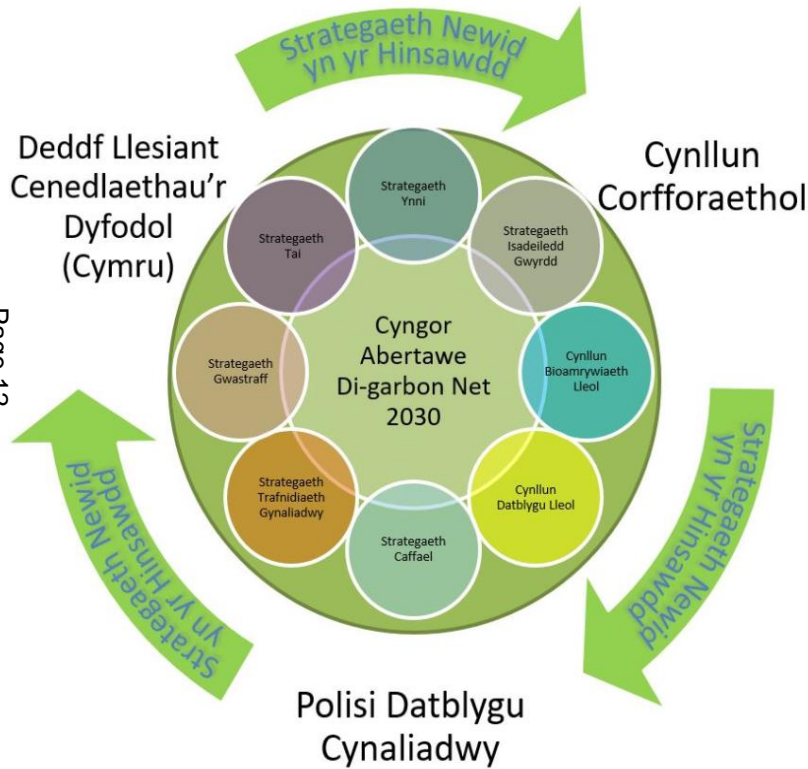 Strategaeth Newid
yn yr Hinsawdd
Deddf Llesiant
Cenedlaethau'r
Dyfodol
(Cymru)
Cynllun
Corfforaethol
Strategaeth
Ynni
Strategaeth
Isadeiledd
Gwyrdd
Cynllun
Bioamrywiaeth
Lleol
Cynllun
Datblygu Lleol
Strategaeth
Caffael
Strategaeth
Trafnidiaeth
Gynaliadwy
Strategaeth
Gwastraff
Strategaeth
Tai
Cyngor
Abertawe
Di-garbon Net
2030
Strategaeth Newid
yn yr Hinsawdd
Polisi Datblygu
Cynaliadwy
Strategaeth Newid
yn yr Hinsawdd
Page 12